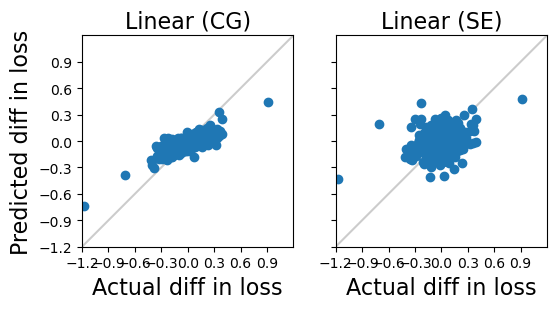 Linear (CG)
Linear (SE)
Predicted diff in loss
0.9
0.6
0.3
0.0
−0.3
−0.6
−0.9
−1.2
−1.2 −0.9 −0.6 −0.3 0.0 0.3 0.6 0.9
−1.2 −0.9 −0.6 −0.3 0.0 0.3 0.6 0.9
Actual diff in loss
Actual diff in loss